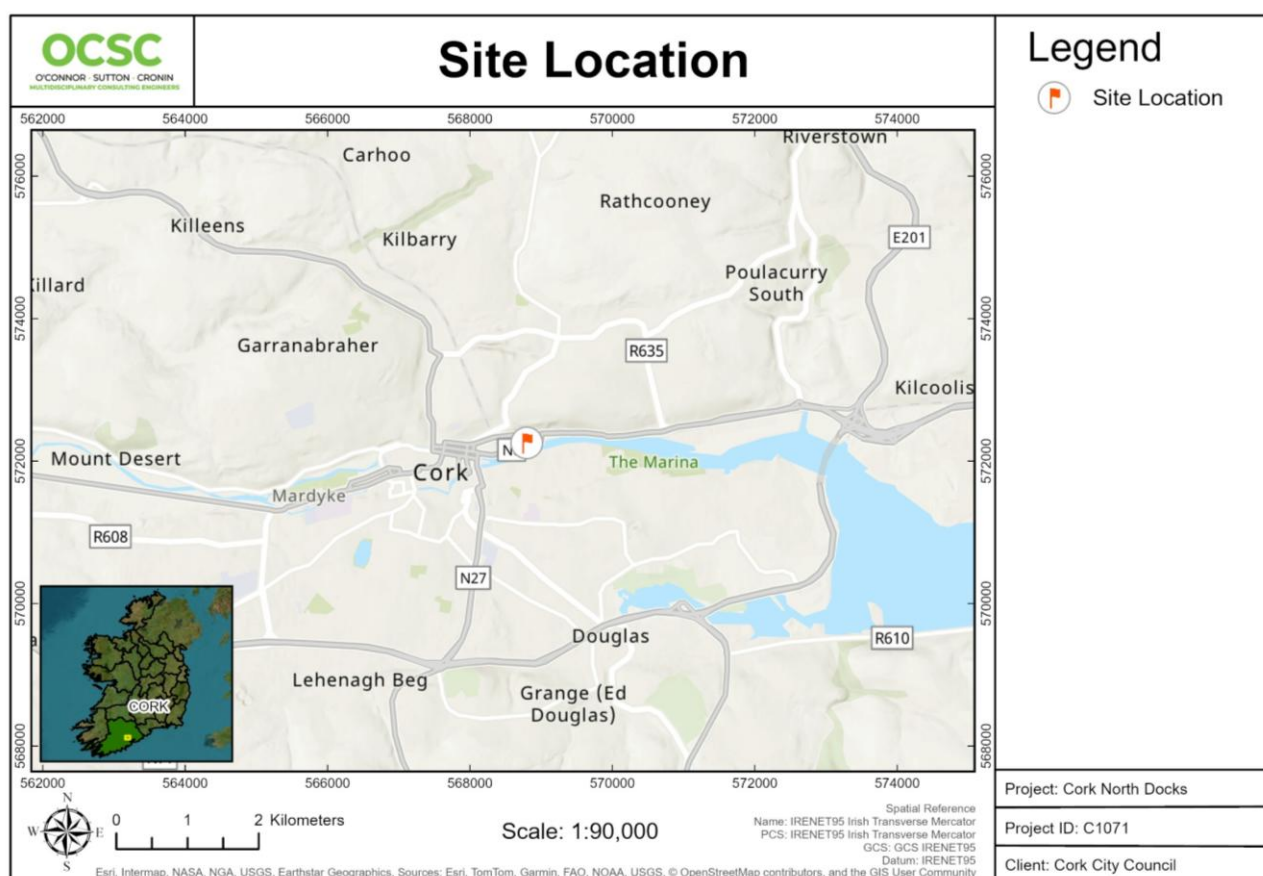 OCSC
O'CONNOR · SUTTON · CRONIN
MULTIDISCIPLINARY CONSULTING ENGINEERS
Site Location
Legend
Site Location
562000 564000 566000 568000 570000 572000 574000
576000
574000
572000
570000
568000
Riverstown
Carhoo
Rathcooney
Killeens
Kilbarry
E201
Poulacurry
South
Garranabraher
R635
Kilcoolis
Mount Desert
Cork
The Marina
Mardyke
R608
N27
Douglas
R610
Lehenagh Beg
Grange (Ed
Douglas)
CORK
576000
574000
572000
570000
568000
562000 564000 566000 568000 570000 572000 574000
N
W E
S
0 1 2 Kilometers
Scale: 1:90,000
Spatial Reference
Name: IRENET95 Irish Transverse Mercator
PCS: IRENET95 Irish Transverse Mercator
GCS: GCS IRENET95
Datum: IRENET95
Esri, Intermap, NASA, NGA, USGS, Earthstar Geographics, Sources: Esri, TomTom, Garmin, FAO, NOAA, USGS, © OpenStreetMap contributors, and the GIS User Community
Project: Cork North Docks
Project ID: C1071
Client: Cork City Council